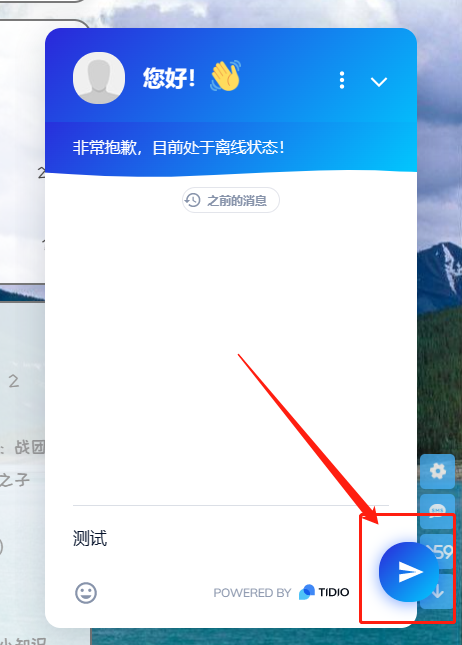 您好！
非常抱歉，目前处于离线状态！
之前的消息
2
2
：战团
之子
测试
59
POWERED BY TIDIO
小知识